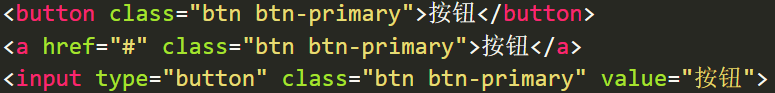 <button class="btn btn-primary">按钮</button>
<a href="#" class="btn btn-primary">按钮</a>
<input type="button" class="btn btn-primary" value="按钮">